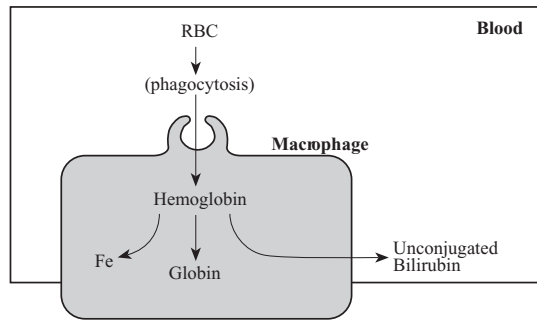 RBC
Blood
(phagocytosis)
Macrophage
Hemoglobin
Fe
Globin
Unconjugated
Bilirubin